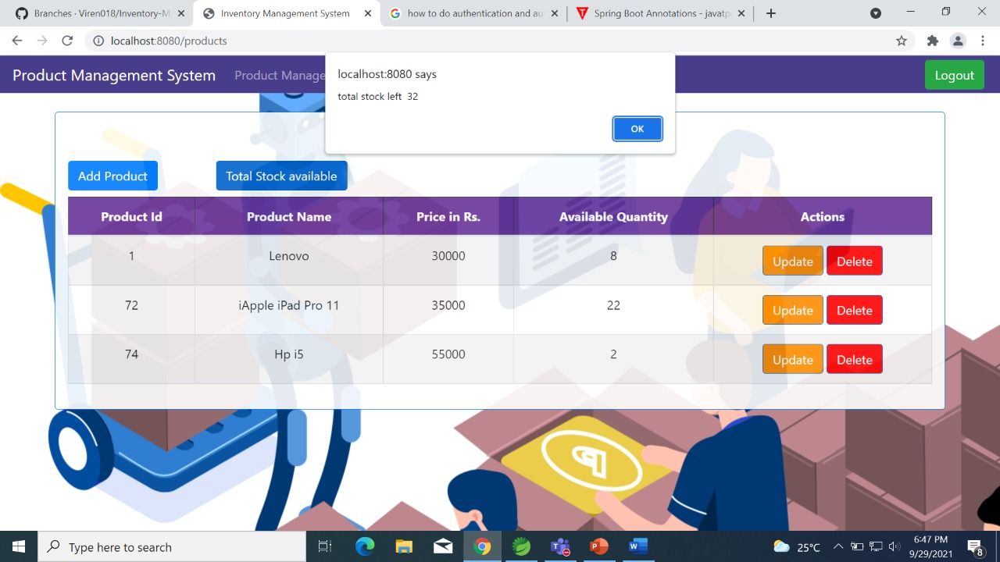 Branches · Viren018/Inventory-M
Inventory Management System
how to do authentication and au
Spring Boot Annotations - javatp
localhost:8080/products
Product Management System
Product Manage
Logout
localhost:8080 says
total stock left 32
OK
Add Product
Total Stock available
Product Id Product Name Price in Rs. Available Quantity Actions
1 Lenovo 30000 8 Update Delete
72 iApple iPad Pro 11 35000 22 Update Delete
74 Hp i5 55000 2 Update Delete
Type here to search
25°C
6:47 PM
9/29/2021
8